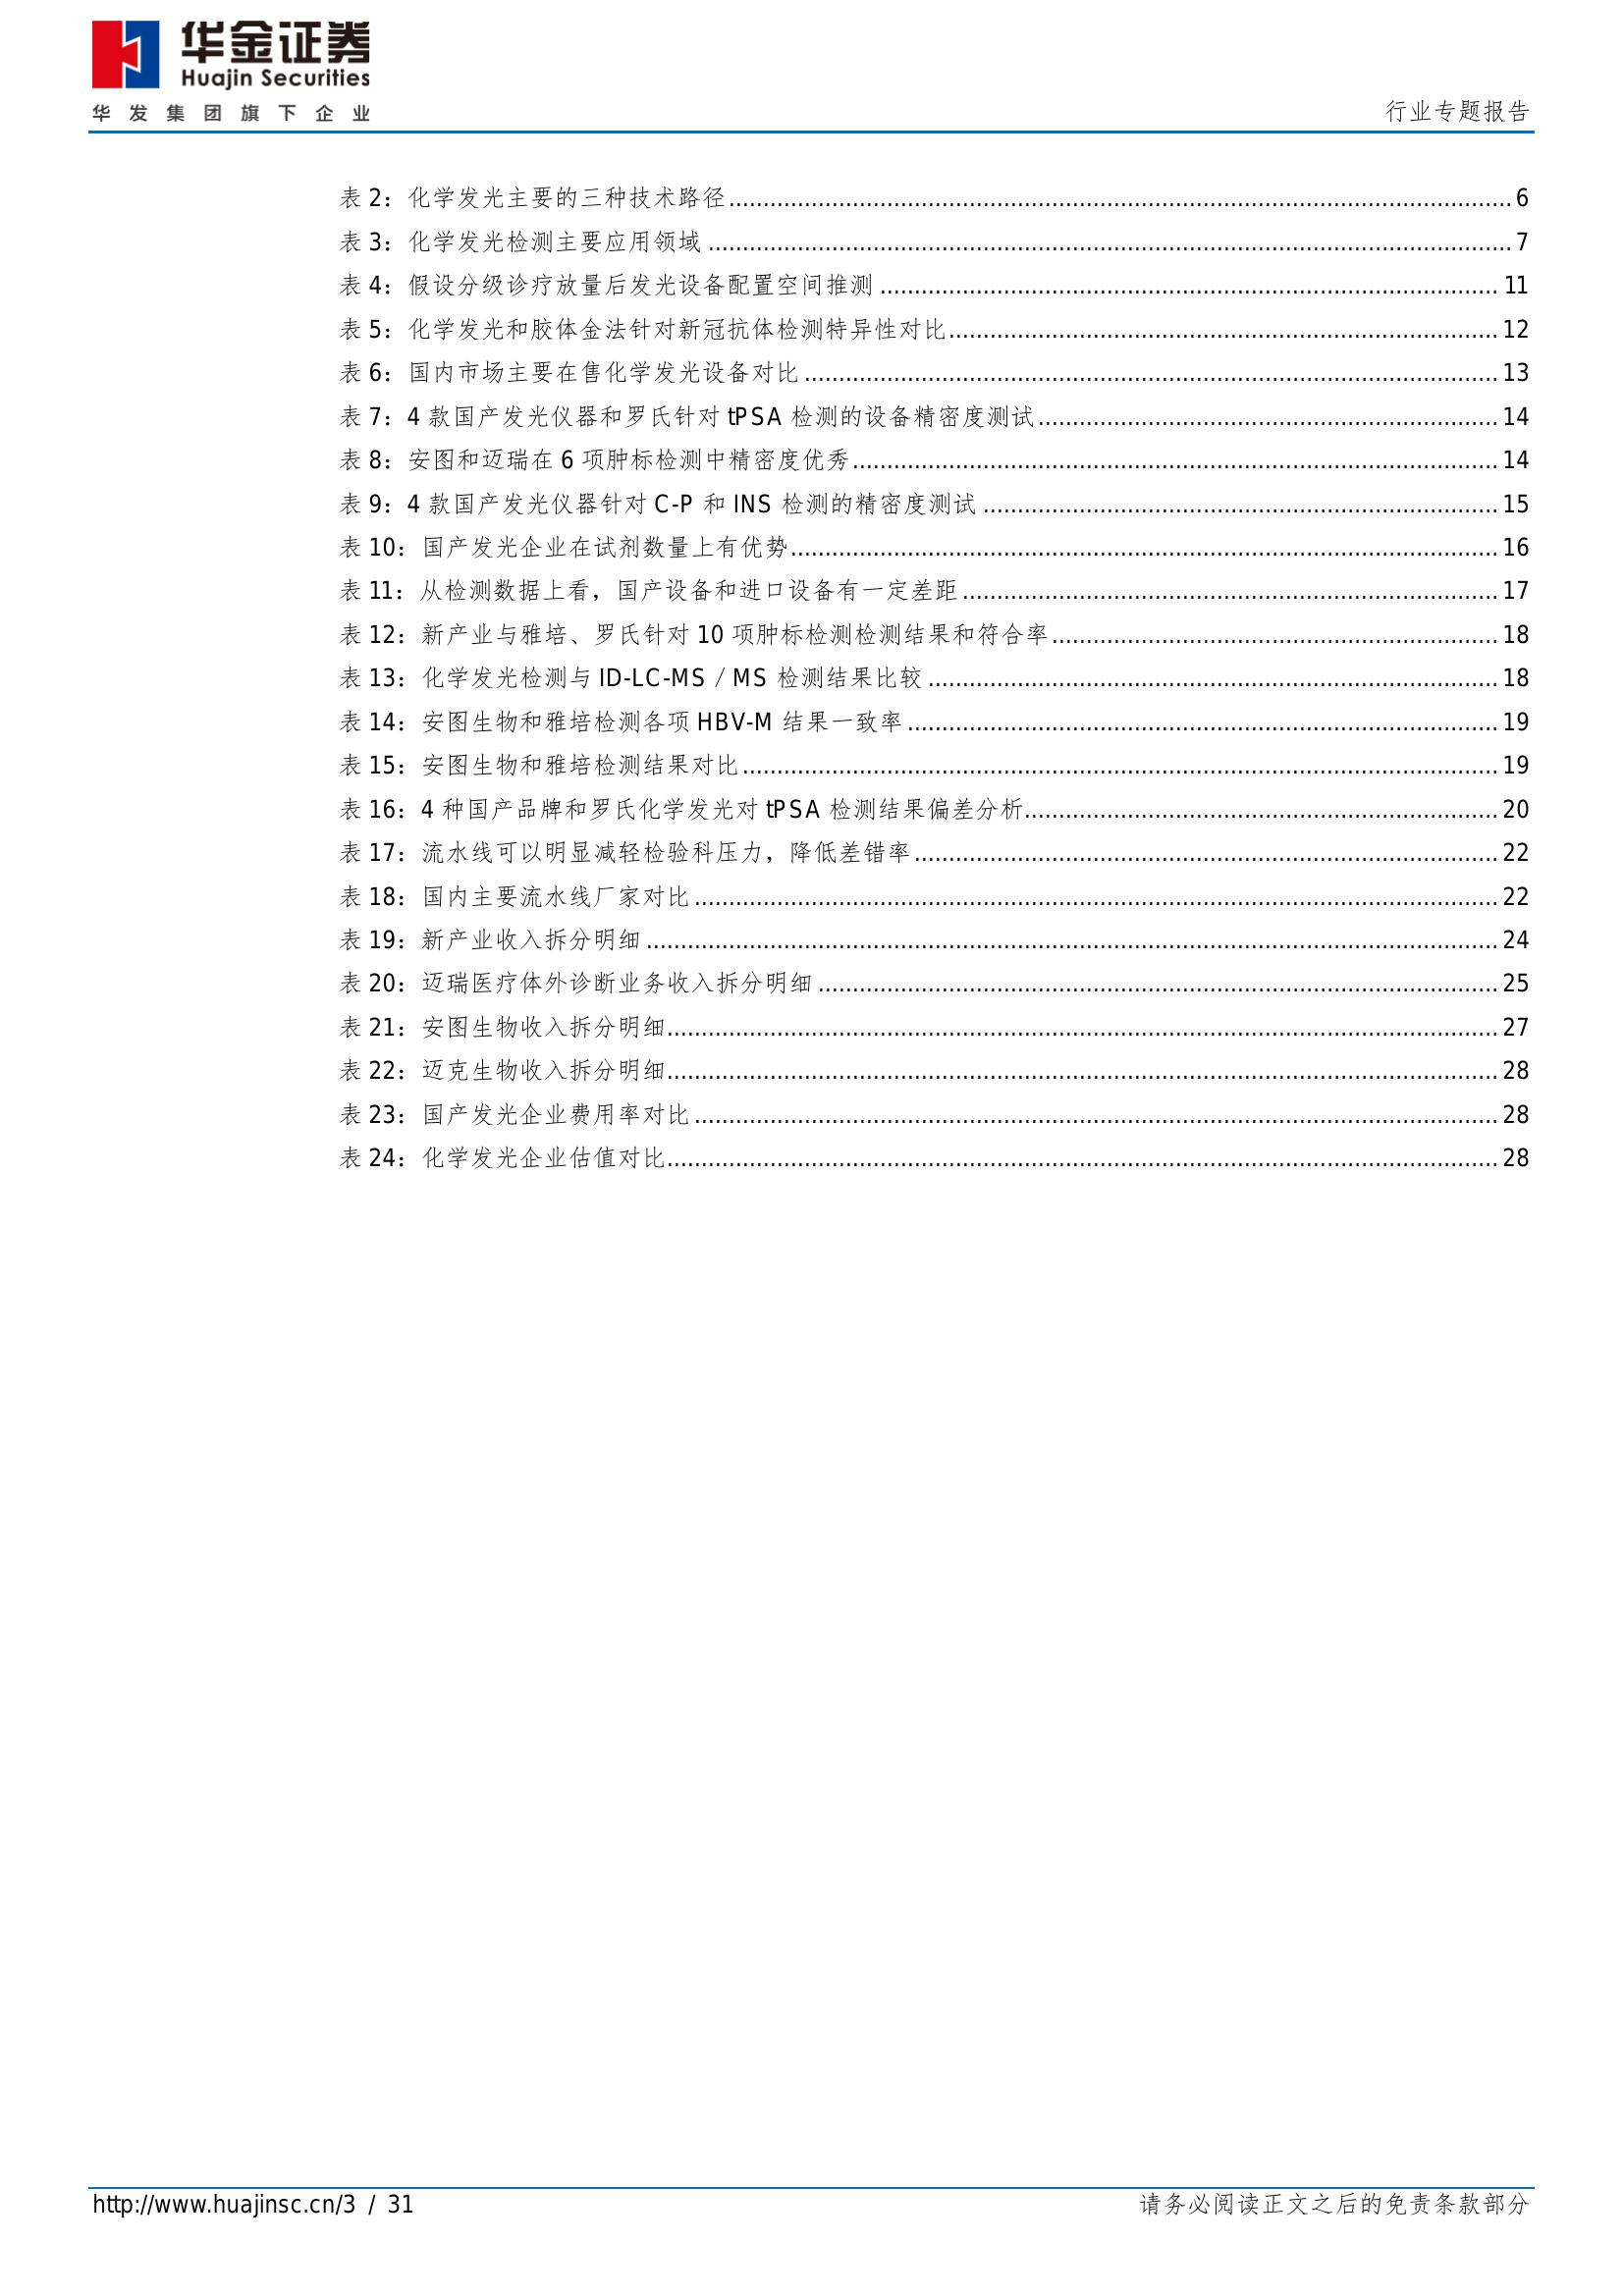 华金证券
Huajin Securities
华发集团旗下企业
行业专题报告
表 2：化学发光主要的三种技术路径........................................6
表 3：化学发光检测主要应用领域........................................7
表 4：假设分级诊疗放量后发光设备配置空间推测........................................11
表 5：化学发光和胶体金法针对新冠抗体检测特异性对比........................................12
表 6：国内市场主要在售化学发光设备对比........................................13
表 7：4 款国产发光仪器和罗氏针对 tPSA 检测的设备精密度测试........................................14
表 8：安图和迈瑞在 6 项肿标检测中精密度优秀........................................14
表 9：4 款国产发光仪器针对 C-P 和 INS 检测的精密度测试........................................15
表 10：国产发光企业在试剂数量上有优势........................................16
表 11：从检测数据上看，国产设备和进口设备有一定差距........................................17
表 12：新产业与雅培、罗氏针对 10 项肿标检测检测结果和符合率........................................18
表 13：化学发光检测与 ID-LC-MS / MS 检测结果比较........................................18
表 14：安图生物和雅培检测各项 HBV-M 结果一致率........................................19
表 15：安图生物和雅培检测结果对比........................................19
表 16：4 种国产品牌和罗氏化学发光对 tPSA 检测结果偏差分析........................................20
表 17：流水线可以明显减轻检验科压力，降低差错率........................................22
表 18：国内主要流水线厂家对比........................................22
表 19：新产业收入拆分明细........................................24
表 20：迈瑞医疗体外诊断业务收入拆分明细........................................25
表 21：安图生物收入拆分明细........................................27
表 22：迈克生物收入拆分明细........................................28
表 23：国产发光企业费用率对比........................................28
表 24：化学发光企业估值对比........................................28
http://www.huajinsc.cn/3 / 31
请务必阅读正文之后的免责条款部分